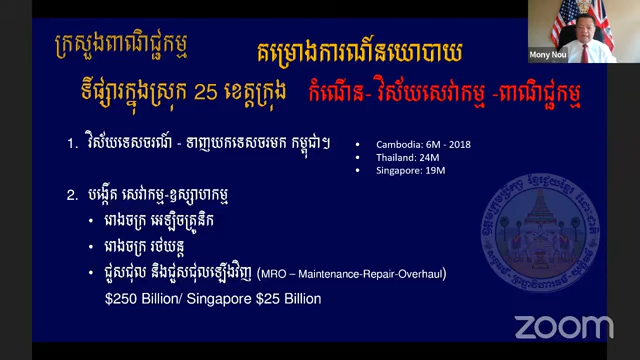 ក្រសួងពាណិជ្ជកម្ម
គម្រោងការណ៍នយោបាយ
ទីផ្សារក្នុងស្រុក 25 ខេត្តក្រុង
កំណើន- វិស័យសេវាកម្ម -ពាណិជ្ជកម្ម
1. វិស័យទេសចរណ៍ - ទាញយកទេសចរមក កម្ពុជា។
• Cambodia: 6M - 2018
• Thailand: 24M
• Singapore: 19M
2. បង្កើត សេវាកម្ម-ឧស្សាហកម្ម
• រោងចក្រ អេឡិចត្រូនិក
• រោងចក្រ រថយន្ត
• ជួសជុល និងជួសជុលឡើងវិញ (MRO – Maintenance-Repair-Overhaul)
$250 Billion/ Singapore $25 Billion
Mony Nou
zoom